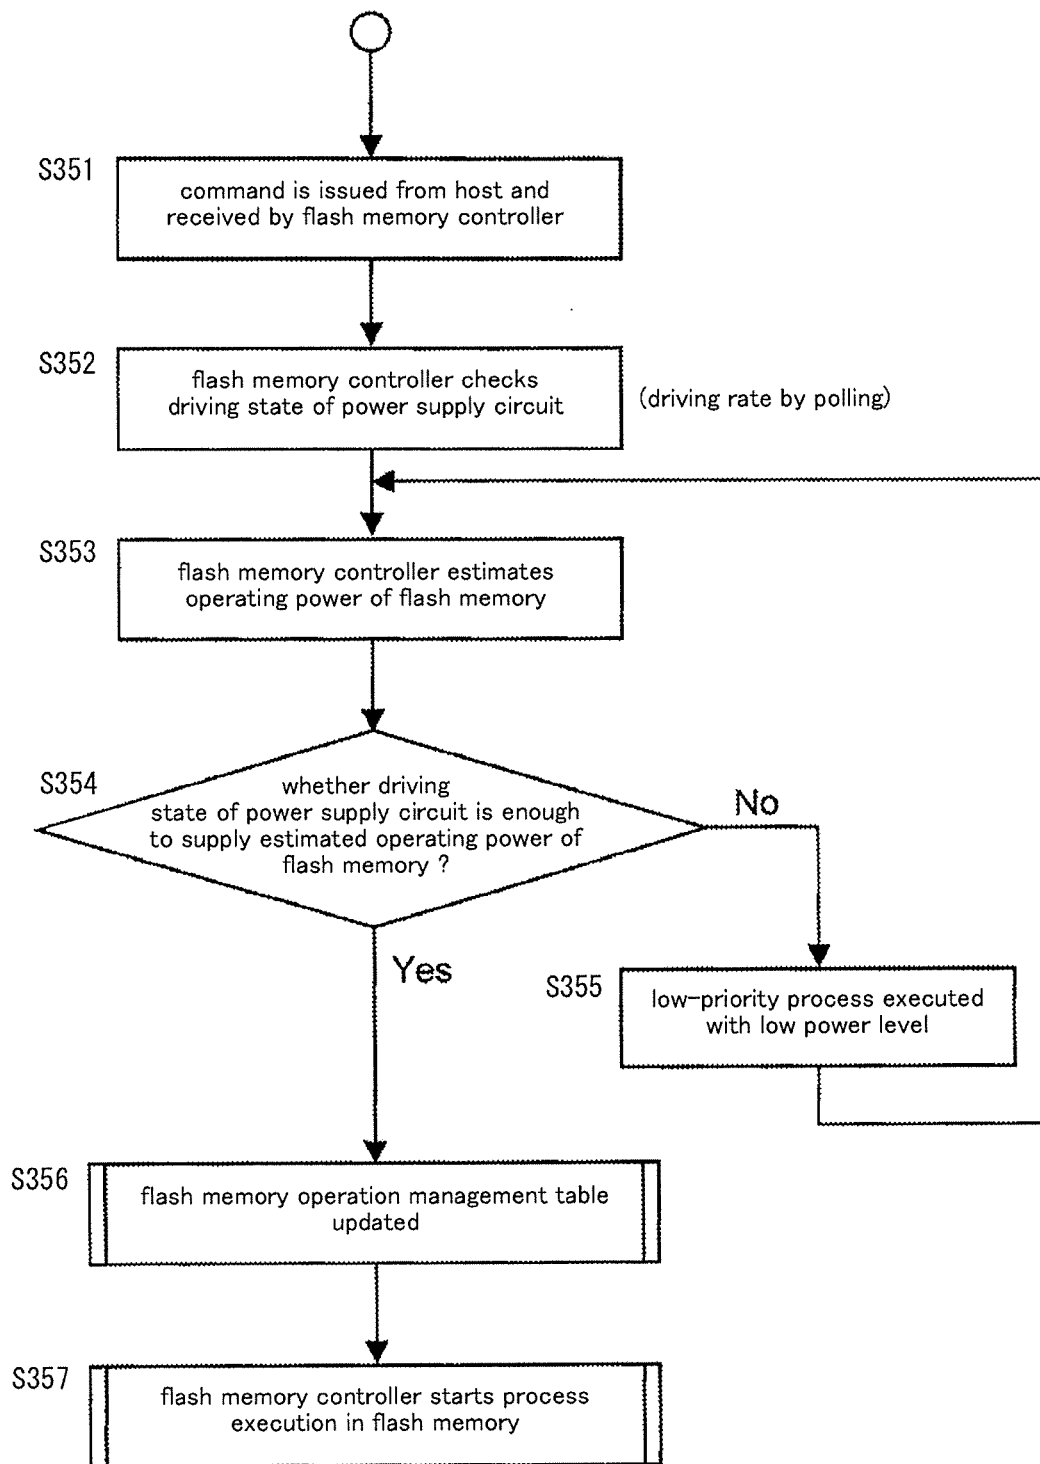 S351
command is issued from host and
received by flash memory controller
S352
flash memory controller checks
driving state of power supply circuit
(driving rate by polling)
S353
flash memory controller estimates
operating power of flash memory
S354
whether driving
state of power supply circuit is enough
to supply estimated operating power of
flash memory ?
No
Yes
S355
low-priority process executed
with low power level
S356
flash memory operation management table
updated
S357
flash memory controller starts process
execution in flash memory